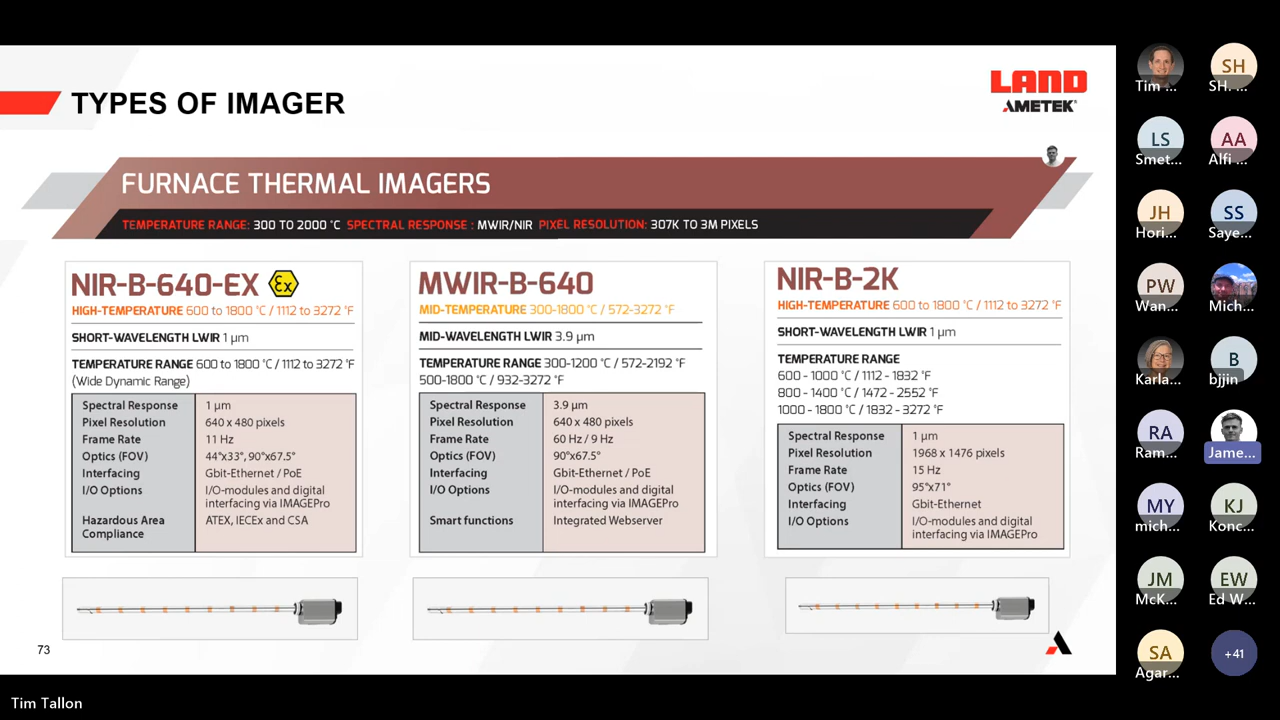 TYPES OF IMAGER
LAND
AMETEK®
FURNACE THERMAL IMAGERS
TEMPERATURE RANGE: 300 TO 2000 °C SPECTRAL RESPONSE : MWIR/NIR PIXEL RESOLUTION: 307K TO 3M PIXELS
NIR-B-640-EX Ex
HIGH-TEMPERATURE 600 to 1800 °C / 1112 to 3272 °F
SHORT-WAVELENGTH LWIR 1 µm
TEMPERATURE RANGE 600 to 1800 °C / 1112 to 3272 °F
(Wide Dynamic Range)
Spectral Response 1 µm
Pixel Resolution 640 x 480 pixels
Frame Rate 11 Hz
Optics (FOV) 44°x33°, 90°x67.5°
Interfacing Gbit-Ethernet / PoE
I/O Options I/O-modules and digital
interfacing via IMAGEPro
Hazardous Area ATEX, IECEx and CSA
Compliance
MWIR-B-640
MID-TEMPERATURE 300-1800 °C / 572-3272 °F
MID-WAVELENGTH LWIR 3.9 µm
TEMPERATURE RANGE 300-1200 °C / 572-2192 °F
500-1800 °C / 932-3272 °F
Spectral Response 3.9 µm
Pixel Resolution 640 x 480 pixels
Frame Rate 60 Hz / 9 Hz
Optics (FOV) 90°x67.5°
Interfacing Gbit-Ethernet / PoE
I/O Options I/O-modules and digital
interfacing via IMAGEPro
Smart functions Integrated Webserver
NIR-B-2K
HIGH-TEMPERATURE 600 to 1800 °C / 1112 to 3272 °F
SHORT-WAVELENGTH LWIR 1 µm
TEMPERATURE RANGE
600 - 1000 °C / 1112 - 1832 °F
800 - 1400 °C / 1472 - 2552 °F
1000 - 1800 °C / 1832 - 3272 °F
Spectral Response 1 µm
Pixel Resolution 1968 x 1476 pixels
Frame Rate 15 Hz
Optics (FOV) 95°x71°
Interfacing Gbit-Ethernet
I/O Options I/O-modules and digital
interfacing via IMAGEPro
73
Tim Tallon
Tim ...
SH
SH. ...
LS
Smet...
AA
Alfi ...
JH
Hori...
SS
Saye...
PW
Wan...
Mich...
Karla...
B
bjjin
RA
Ram...
Jame...
MY
mich...
KJ
Konc...
JM
McK...
EW
Ed W...
SA
Agar...
+41